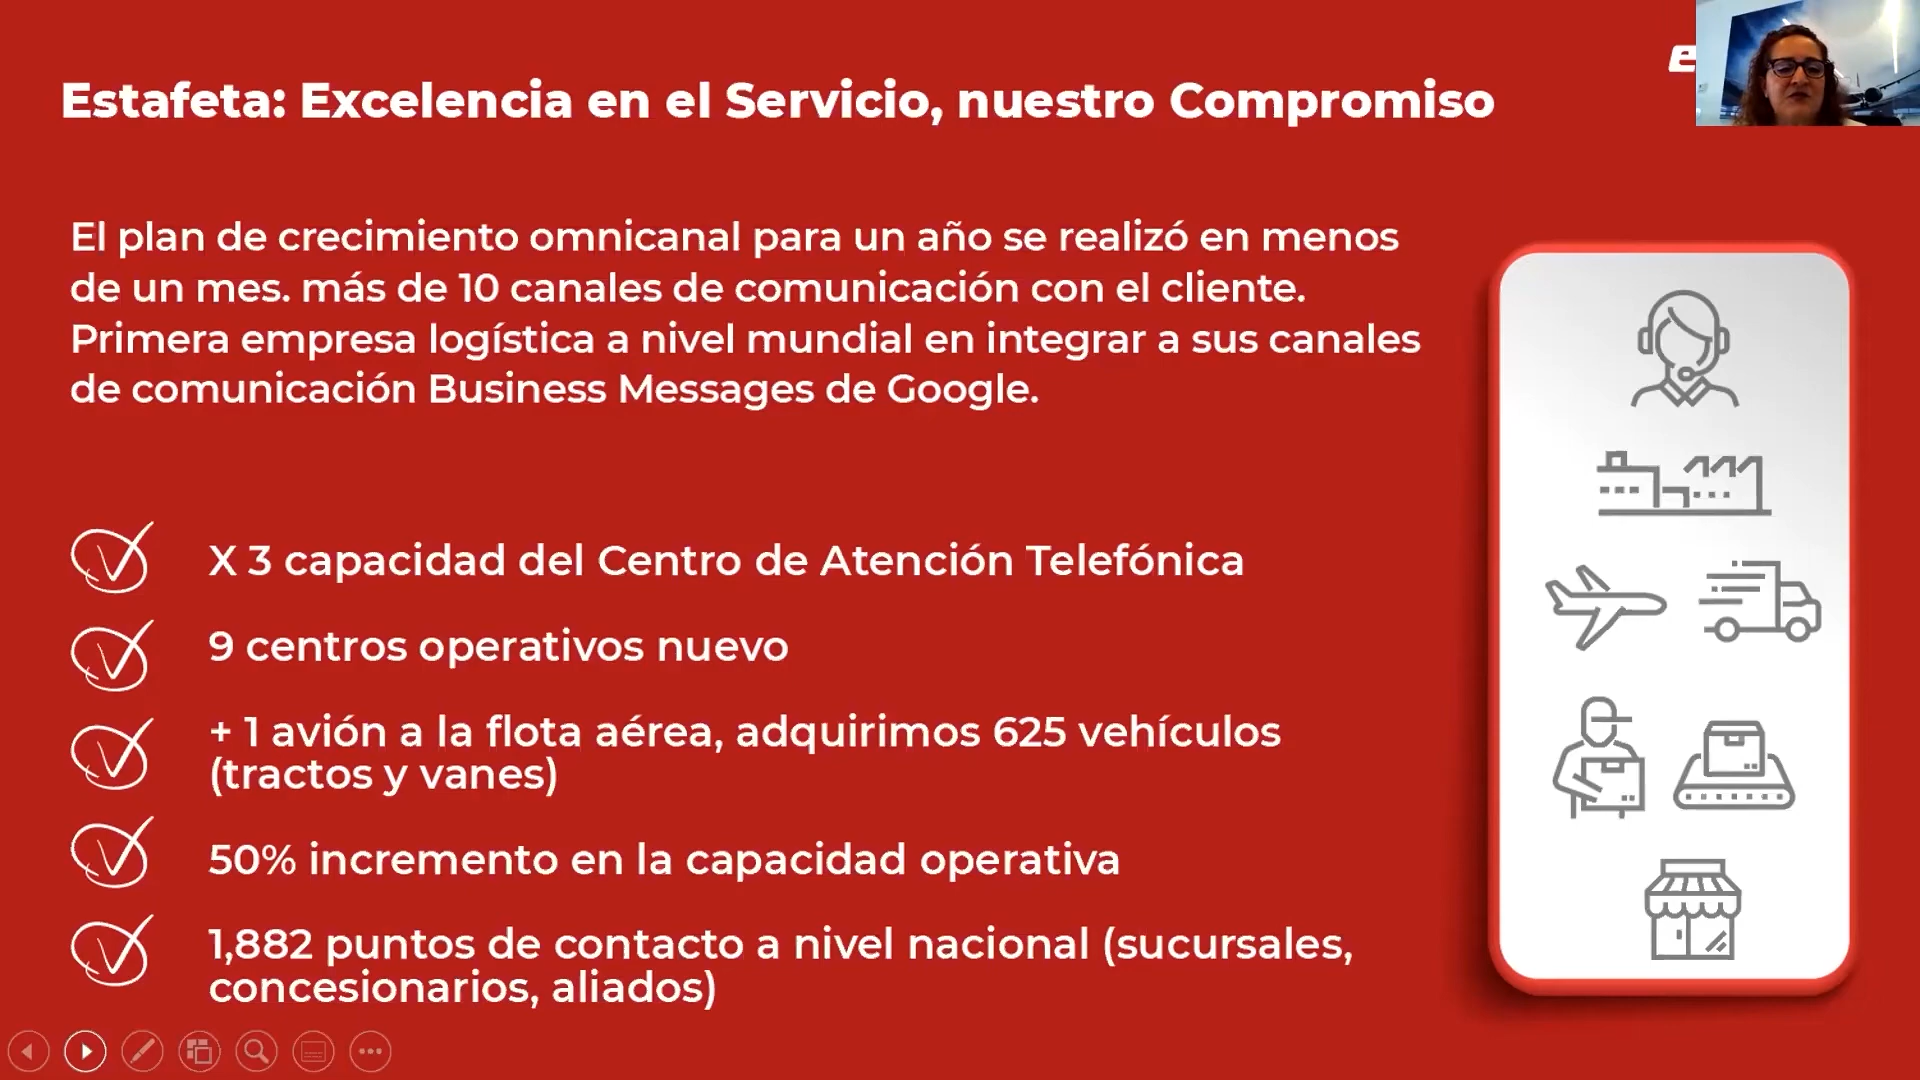 Estafeta: Excelencia en el Servicio, nuestro Compromiso
El plan de crecimiento omnicanal para un año se realizó en menos
de un mes. más de 10 canales de comunicación con el cliente.
Primera empresa logística a nivel mundial en integrar a sus canales
de comunicación Business Messages de Google.
X 3 capacidad del Centro de Atención Telefónica
9 centros operativos nuevo
+ 1 avión a la flota aérea, adquirimos 625 vehículos
(tractos y vanes)
50% incremento en la capacidad operativa
1,882 puntos de contacto a nivel nacional (sucursales,
concesionarios, aliados)